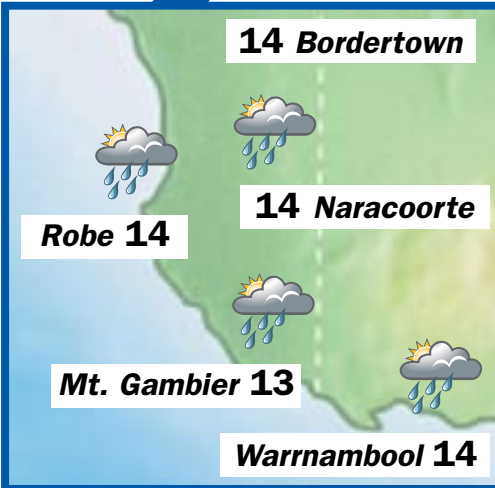 14 Bordertown
14 Naracoorte
Robe 14
Mt. Gambier 13
Warrnambool 14